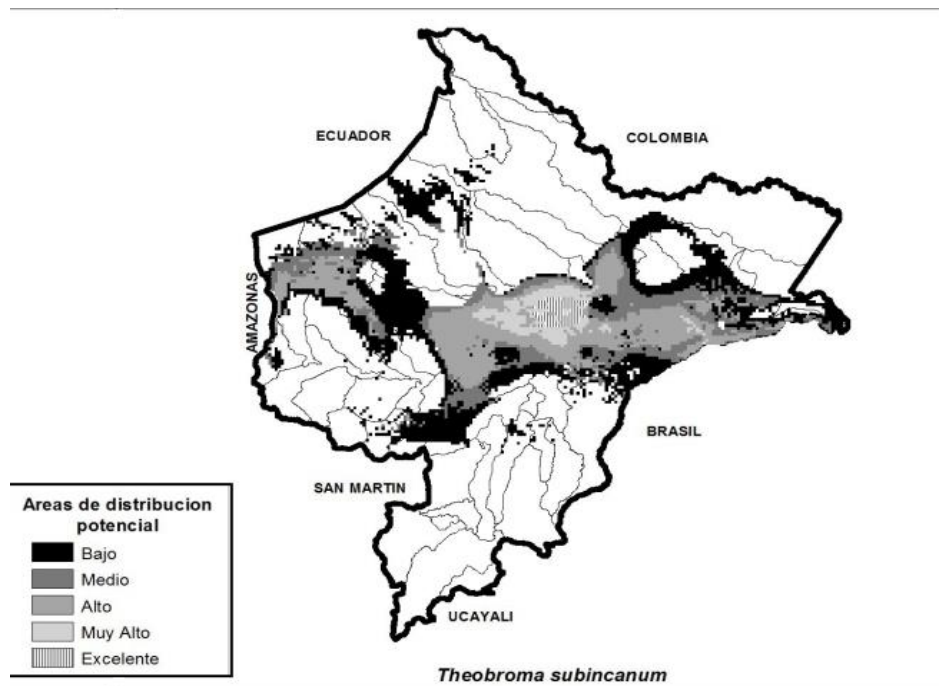 ECUADOR
COLOMBIA
AMAZONAS
BRASIL
SAN MARTIN
UCAYALI
Areas de distribucion
potencial
Bajo
Medio
Alto
Muy Alto
Excelente
Theobroma subincanum